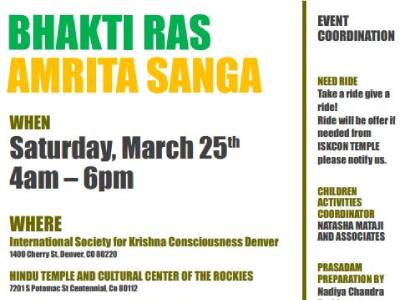 BHAKTI RAS
AMRITA SANGA
WHEN
Saturday, March 25th
4am – 6pm
WHERE
International Society for Krishna Consciousness Denver
1400 Cherry St, Denver, CO 80220
HINDU TEMPLE AND CULTURAL CENTER OF THE ROCKIES
7201 S Potomac St Centennial, Co 80112
EVENT
COORDINATION
NEED RIDE
Take a ride give a
ride!
Ride will be offer if
needed from
ISKCON TEMPLE
please notify us.
CHILDREN
ACTIVITIES
COORDINATOR
NATASHA MATAJI
AND ASSOCIATES
PRASADAM
PREPARATION BY
Nadiya Chandra